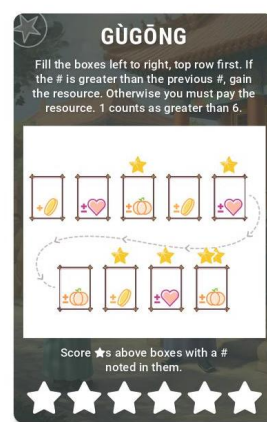 GÙGŌNG
Fill the boxes left to right, top row first. If
the # is greater than the previous #, gain
the resource. Otherwise you must pay the
resource. 1 counts as greater than 6.
+
±
±
±
±
±
±
±
±
Score ★s above boxes with a #
noted in them.